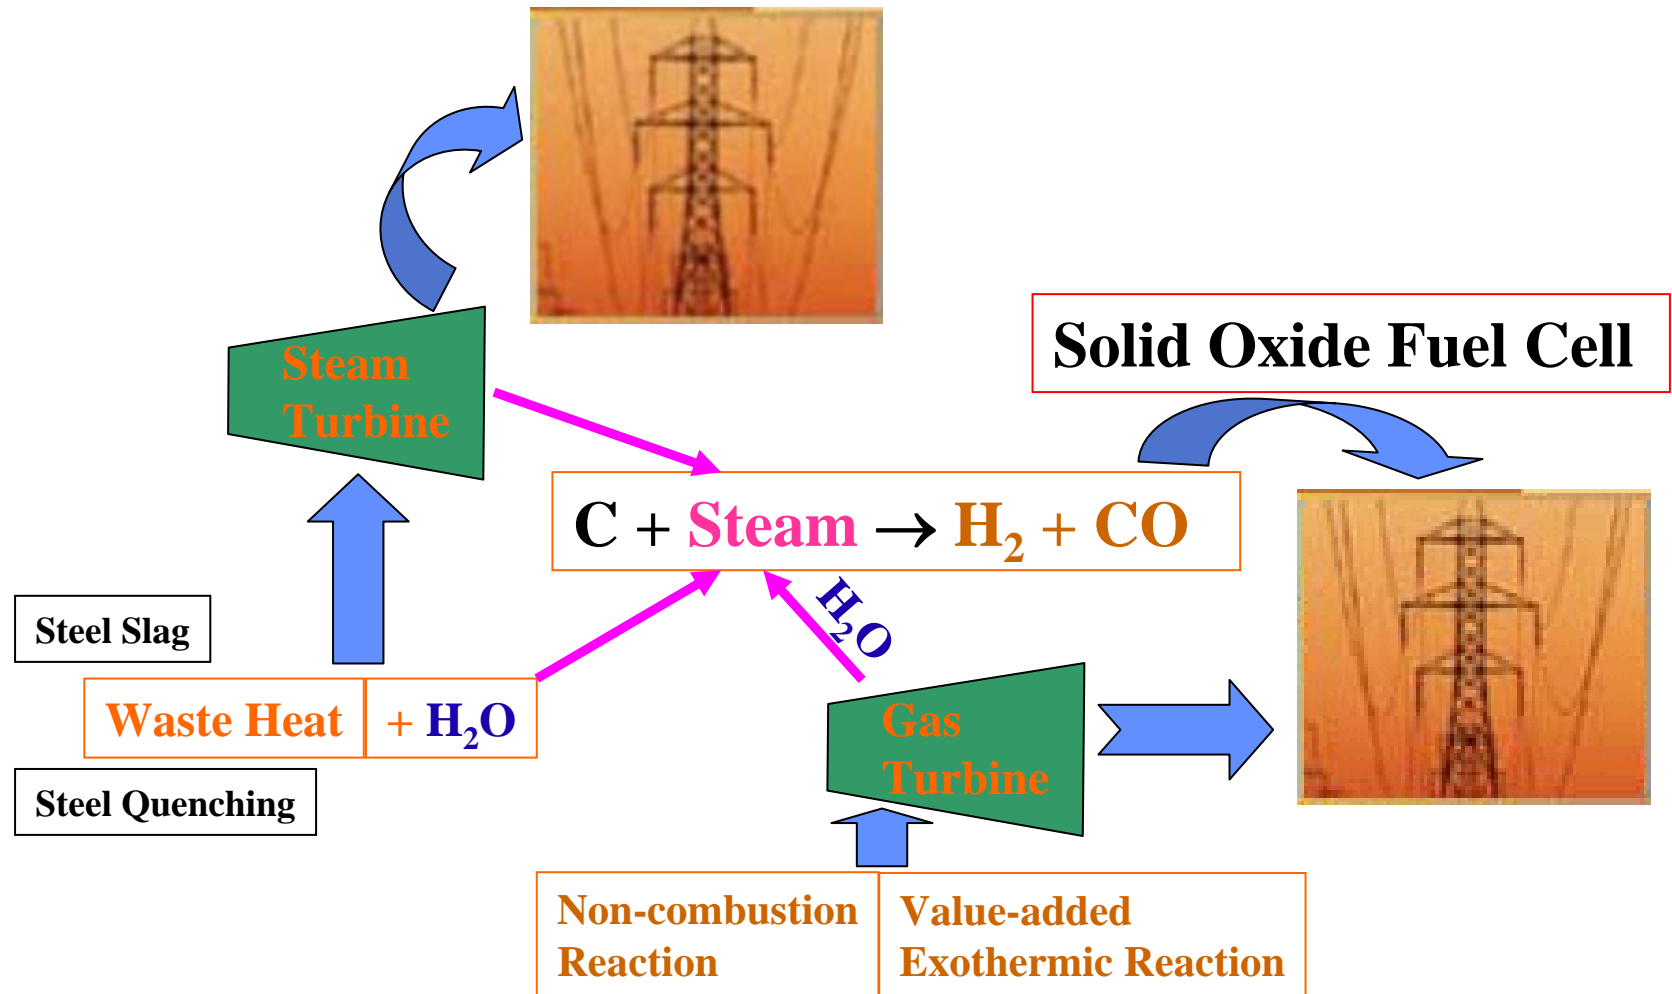 Solid Oxide Fuel Cell
Steam
Turbine
C + Steam → H₂ + CO
H₂O
Steel Slag
Waste Heat + H₂O
Steel Quenching
Gas
Turbine
Non-combustion
Reaction
Value-added
Exothermic Reaction